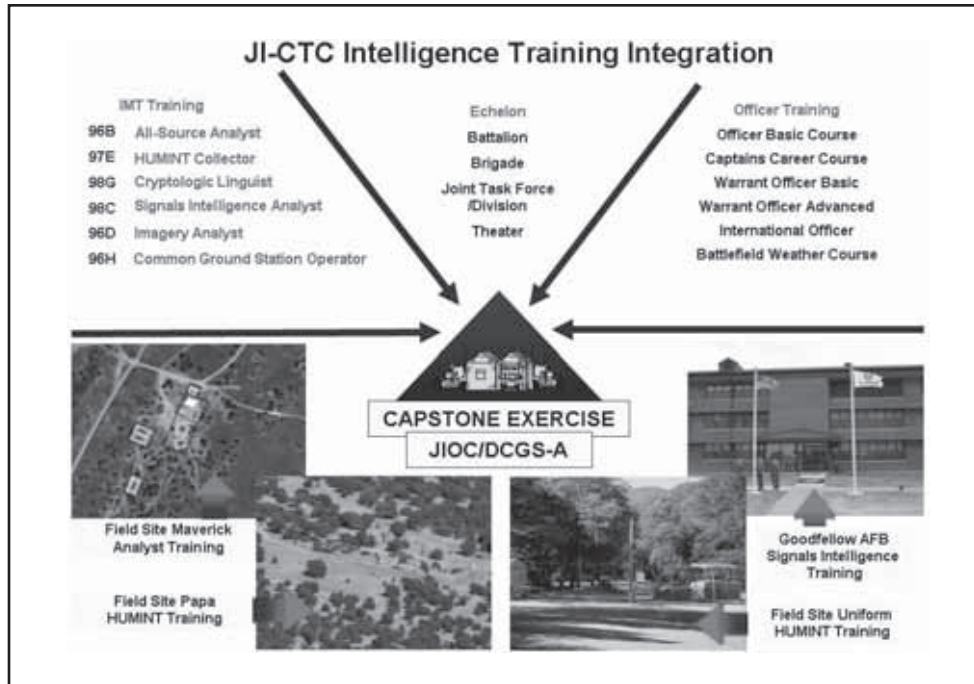 JI-CTC Intelligence Training Integration
IMT Training
96B All-Source Analyst
97E HUMINT Collector
98G Cryptologic Linguist
98C Signals Intelligence Analyst
96D Imagery Analyst
96H Common Ground Station Operator
Echelon
Battalion
Brigade
Joint Task Force
/Division
Theater
Officer Training
Officer Basic Course
Captains Career Course
Warrant Officer Basic
Warrant Officer Advanced
International Officer
Battlefield Weather Course
CAPSTONE EXERCISE
JIOC/DCGS-A
Field Site Maverick
Analyst Training
Field Site Papa
HUMINT Training
Goodfellow AFB
Signals Intelligence
Training
Field Site Uniform
HUMINT Training